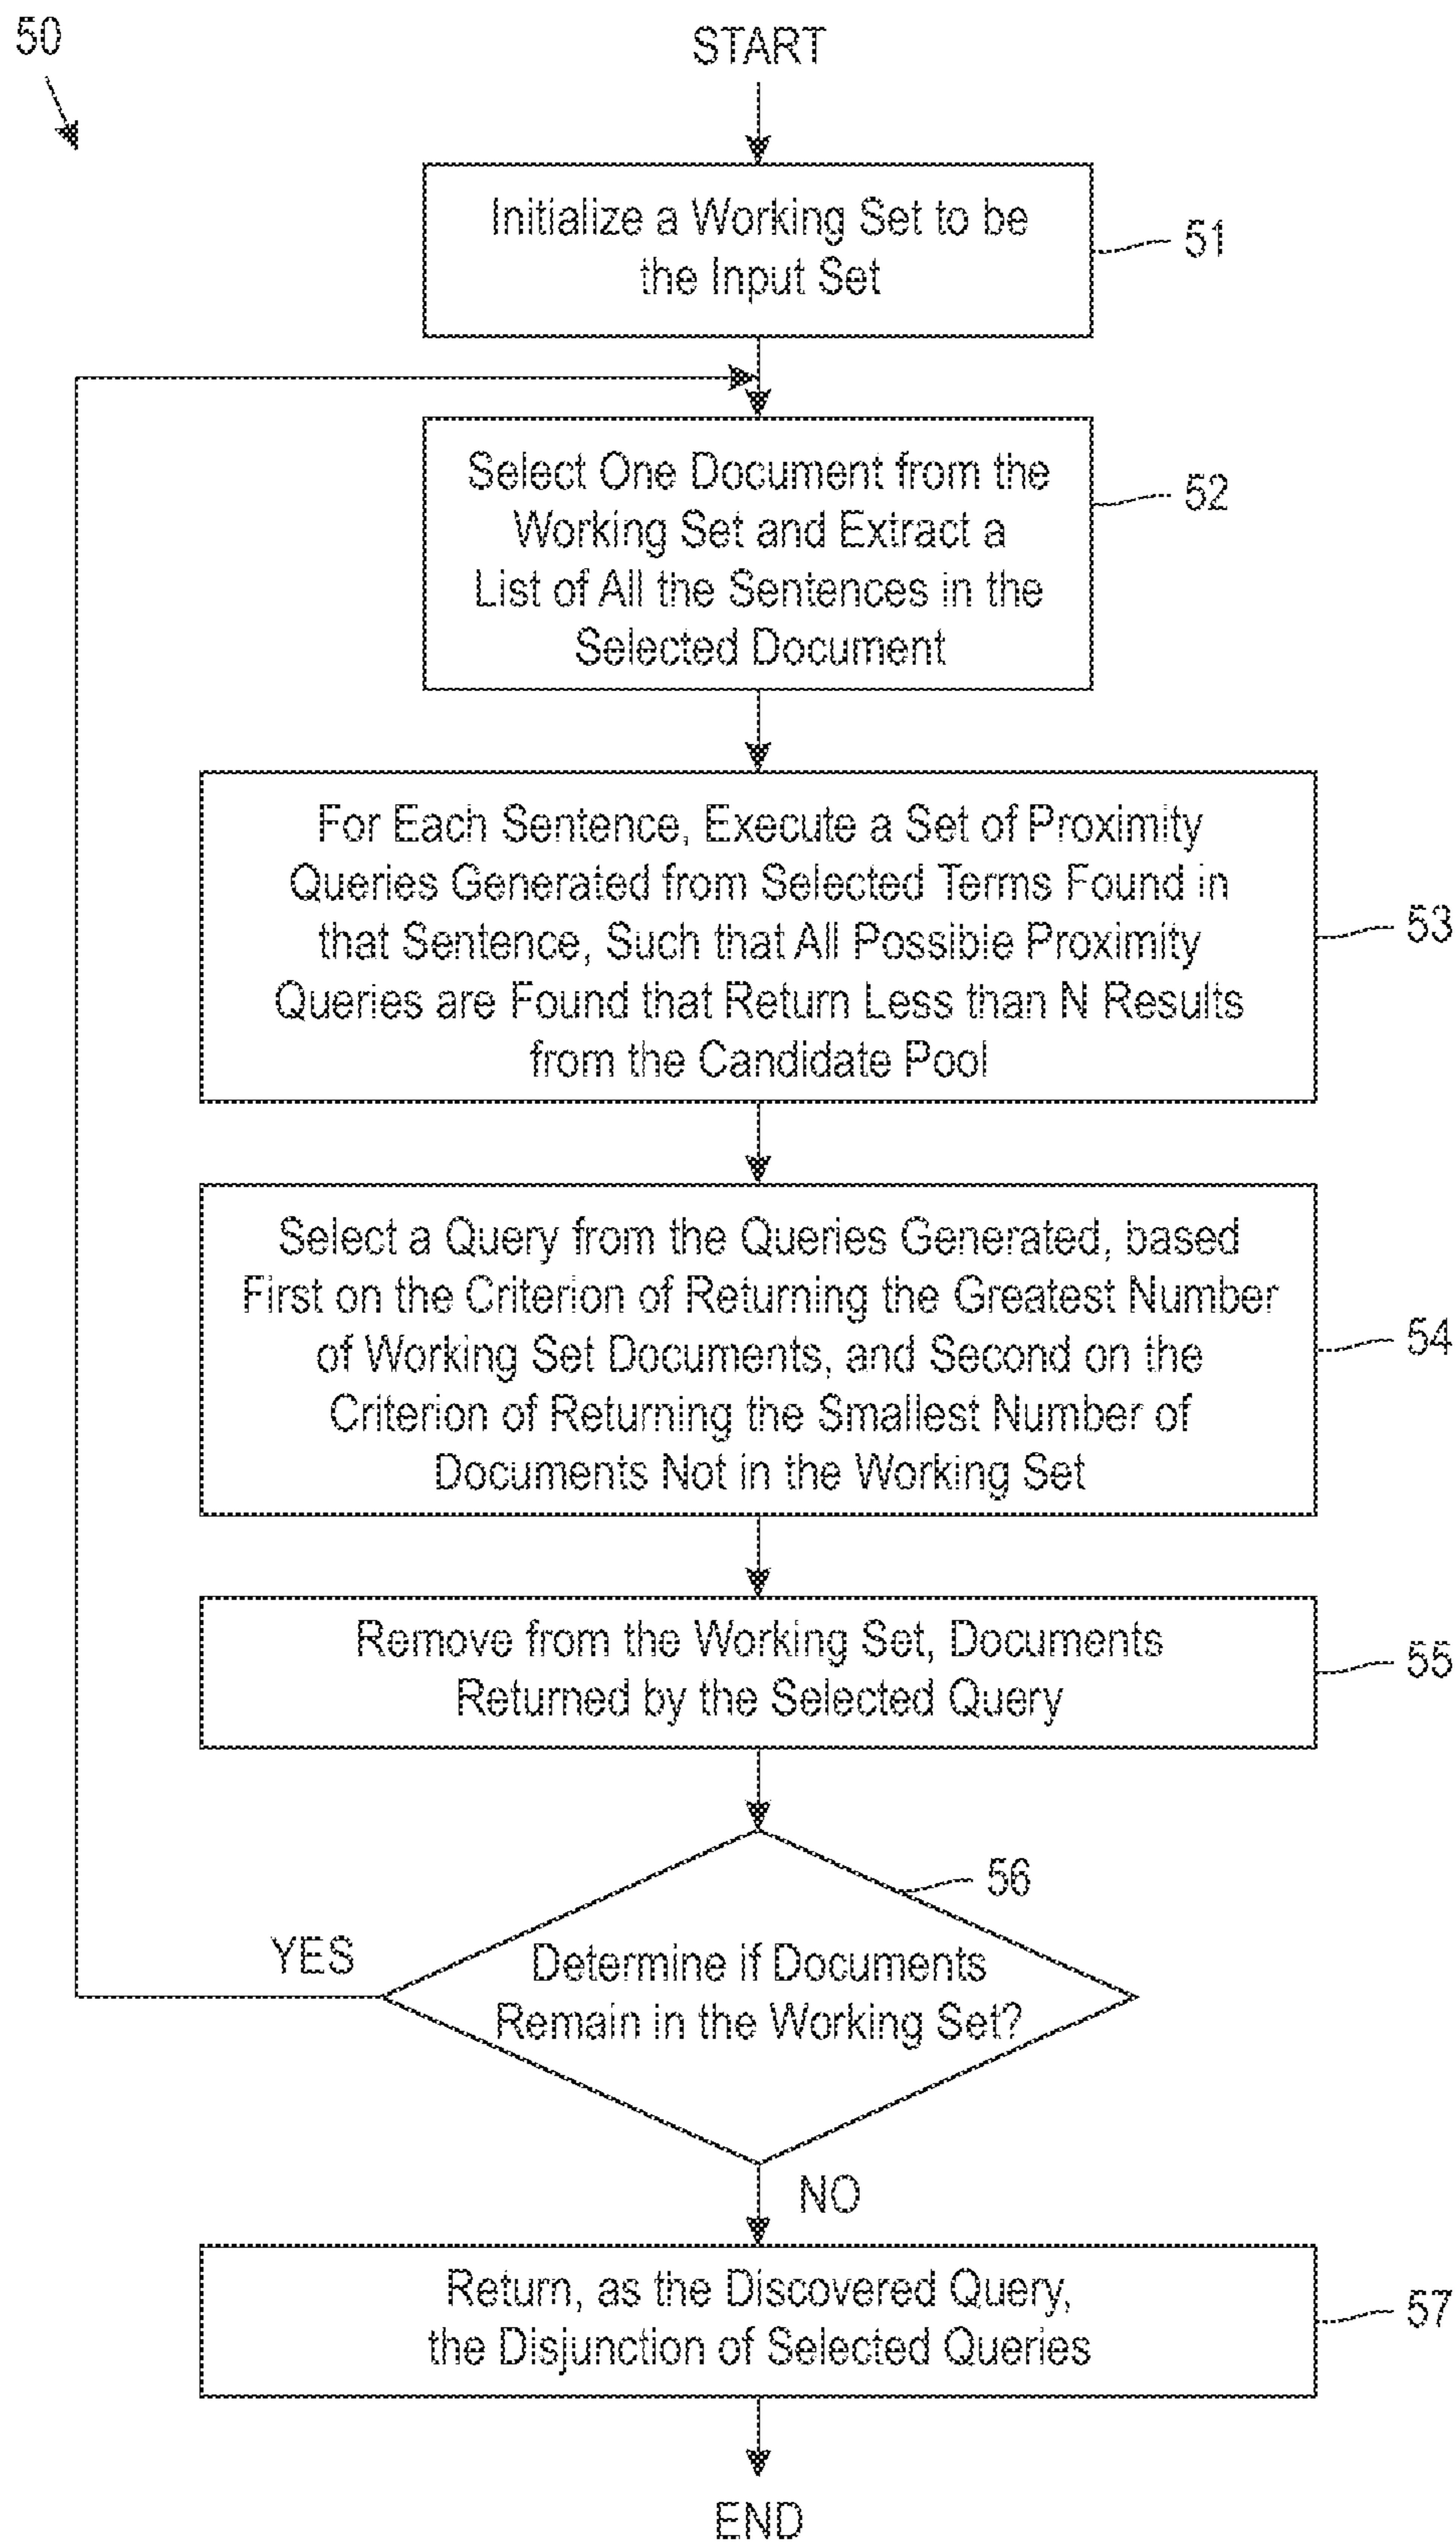 50
START
Initialize a Working Set to be
the Input Set
51
Select One Document from the
Working Set and Extract a
List of All the Sentences in the
Selected Document
52
For Each Sentence, Execute a Set of Proximity
Queries Generated from Selected Terms Found in
that Sentence, Such that All Possible Proximity
Queries are Found that Return Less than N Results
from the Candidate Pool
53
Select a Query from the Queries Generated, based
First on the Criterion of Returning the Greatest Number
of Working Set Documents, and Second on the
Criterion of Returning the Smallest Number of
Documents Not in the Working Set
54
Remove from the Working Set, Documents
Returned by the Selected Query
55
56
YES
Determine if Documents
Remain in the Working Set?
NO
Return, as the Discovered Query,
the Disjunction of Selected Queries
57
END